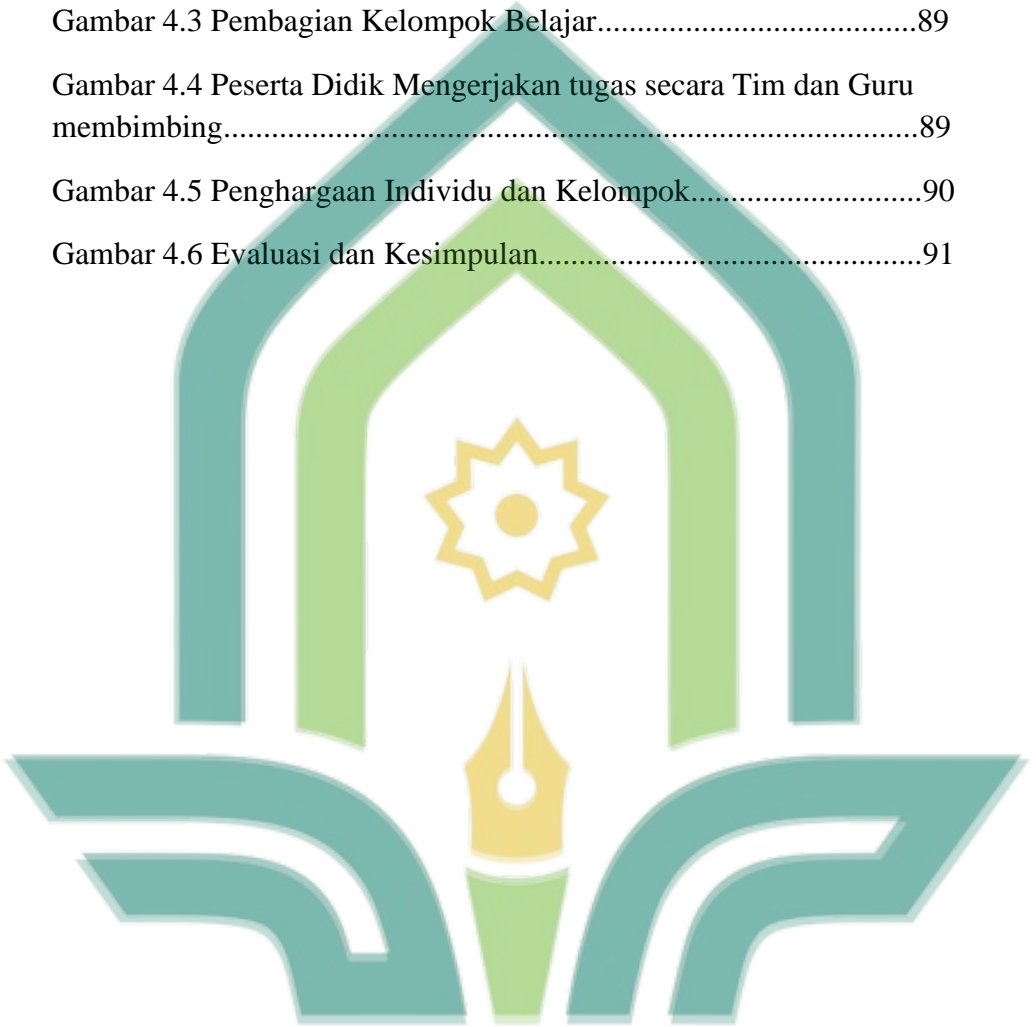 Gambar 4.3 Pembagian Kelompok Belajar.......................................89
Gambar 4.4 Peserta Didik Mengerjakan tugas secara Tim dan Guru
membimbing.....................................................................................89
Gambar 4.5 Penghargaan Individu dan Kelompok............................90
Gambar 4.6 Evaluasi dan Kesimpulan...............................................91